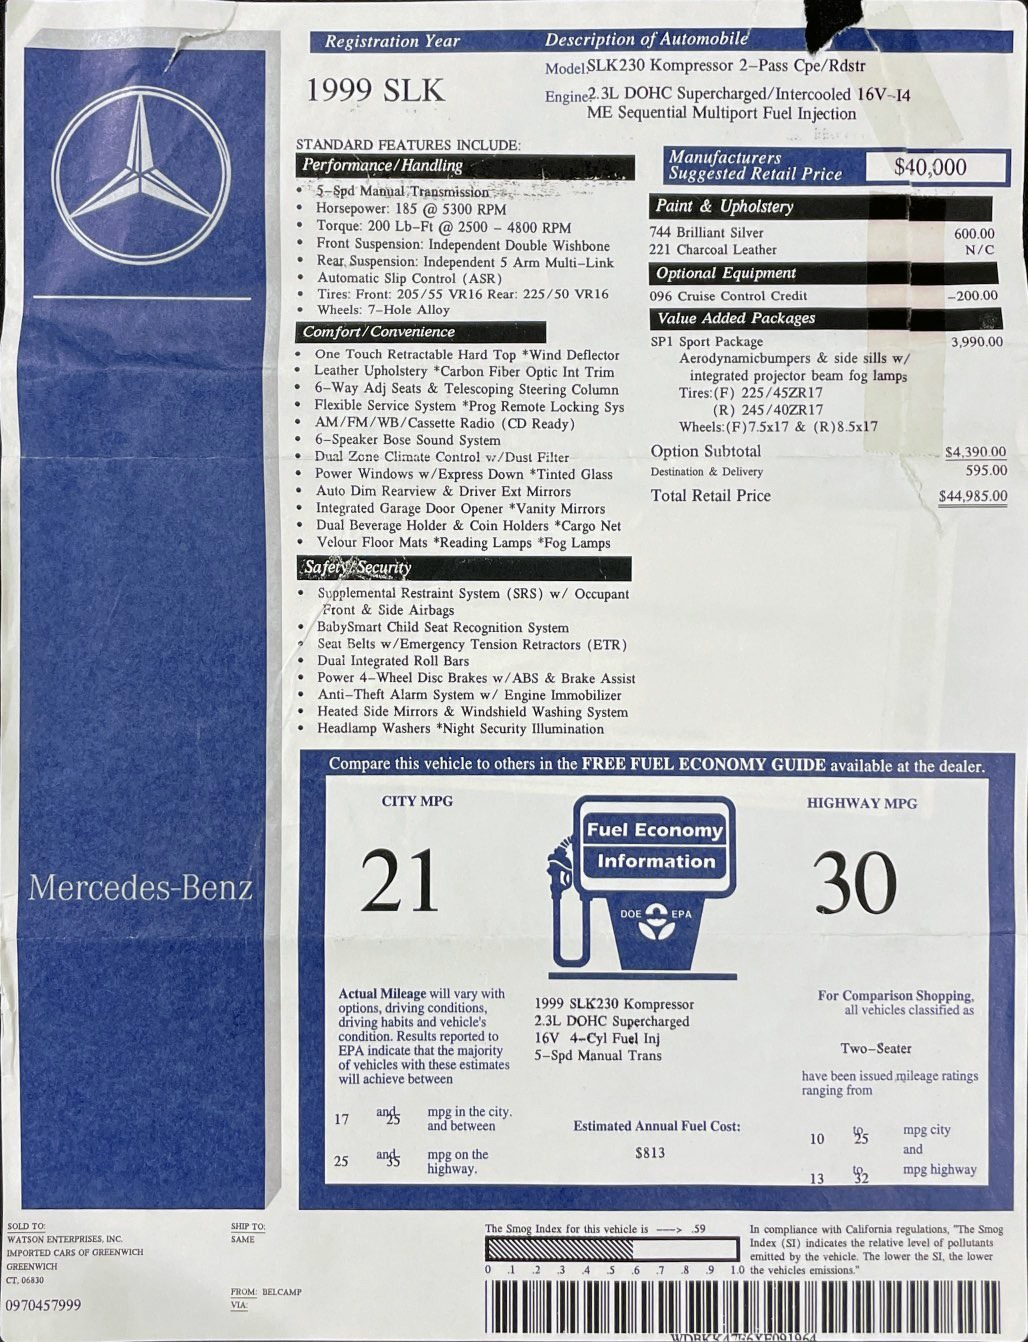 Registration Year
Description of Automobile
1999 SLK
Model:SLK230 Kompressor 2-Pass Cpe/Rdstr
Engine2.3L DOHC Supercharged/Intercooled 16V-I4
ME Sequential Multiport Fuel Injection
STANDARD FEATURES INCLUDE:
Performance/Handling
• 5-Spd Manual Transmission
• Horsepower: 185 @ 5300 RPM
• Torque: 200 Lb-Ft @ 2500 - 4800 RPM
• Front Suspension: Independent Double Wishbone
• Rear Suspension: Independent 5 Arm Multi-Link
• Automatic Slip Control (ASR)
• Tires: Front: 205/55 VR16 Rear: 225/50 VR16
• Wheels: 7-Hole Alloy
Comfort/Convenience
• One Touch Retractable Hard Top *Wind Deflector
• Leather Upholstery *Carbon Fiber Optic Int Trim
• 6-Way Adj Seats & Telescoping Steering Column
• Flexible Service System *Prog Remote Locking Sys
• AM/FM/WB/Cassette Radio (CD Ready)
• 6-Speaker Bose Sound System
• Dual Zone Climate Control w/Dust Filter
• Power Windows w/Express Down *Tinted Glass
• Auto Dim Rearview & Driver Ext Mirrors
• Integrated Garage Door Opener *Vanity Mirrors
• Dual Beverage Holder & Coin Holders *Cargo Net
• Velour Floor Mats *Reading Lamps *Fog Lamps
Safety/Security
• Supplemental Restraint System (SRS) w/ Occupant
Front & Side Airbags
• BabySmart Child Seat Recognition System
• Seat Belts w/Emergency Tension Retractors (ETR)
• Dual Integrated Roll Bars
• Power 4-Wheel Disc Brakes w/ABS & Brake Assist
• Anti-Theft Alarm System w/ Engine Immobilizer
• Heated Side Mirrors & Windshield Washing System
• Headlamp Washers *Night Security Illumination
Manufacturers
Suggested Retail Price
$40,000
Paint & Upholstery
744 Brilliant Silver 600.00
221 Charcoal Leather N/C
Optional Equipment
096 Cruise Control Credit -200.00
Value Added Packages
SP1 Sport Package 3,990.00
Aerodynamicbumpers & side sills w/
integrated projector beam fog lamps
Tires:(F) 225/45ZR17
(R) 245/40ZR17
Wheels:(F)7.5x17 & (R)8.5x17
Option Subtotal $4,390.00
Destination & Delivery 595.00
Total Retail Price $44,985.00
Mercedes-Benz
Compare this vehicle to others in the FREE FUEL ECONOMY GUIDE available at the dealer.
CITY MPG
21
Fuel Economy
Information
DOE EPA
HIGHWAY MPG
30
Actual Mileage will vary with
options, driving conditions,
driving habits and vehicle's
condition. Results reported to
EPA indicate that the majority
of vehicles with these estimates
will achieve between
17 and 25 mpg in the city.
and between
25 and 35 mpg on the
highway.
1999 SLK230 Kompressor
2.3L DOHC Supercharged
16V 4-Cyl Fuel Inj
5-Spd Manual Trans
Estimated Annual Fuel Cost:
$813
For Comparison Shopping,
all vehicles classified as
Two-Seater
have been issued mileage ratings
ranging from
10 to 25 mpg city
and
13 to 32 mpg highway
SOLD TO:
WATSON ENTERPRISES, INC.
IMPORTED CARS OF GREENWICH
GREENWICH
CT. 06830
0970457999
SHIP TO:
SAME
FROM: BELCAMP
VIA:
The Smog Index for this vehicle is ---> .59
0 .1 .2 .3 .4 .5 .6 .7 .8 .9 1.0
In compliance with California regulations, "The Smog
Index (SI) indicates the relative level of pollutants
emitted by the vehicle. The lower the SI, the lower
the vehicles emissions."